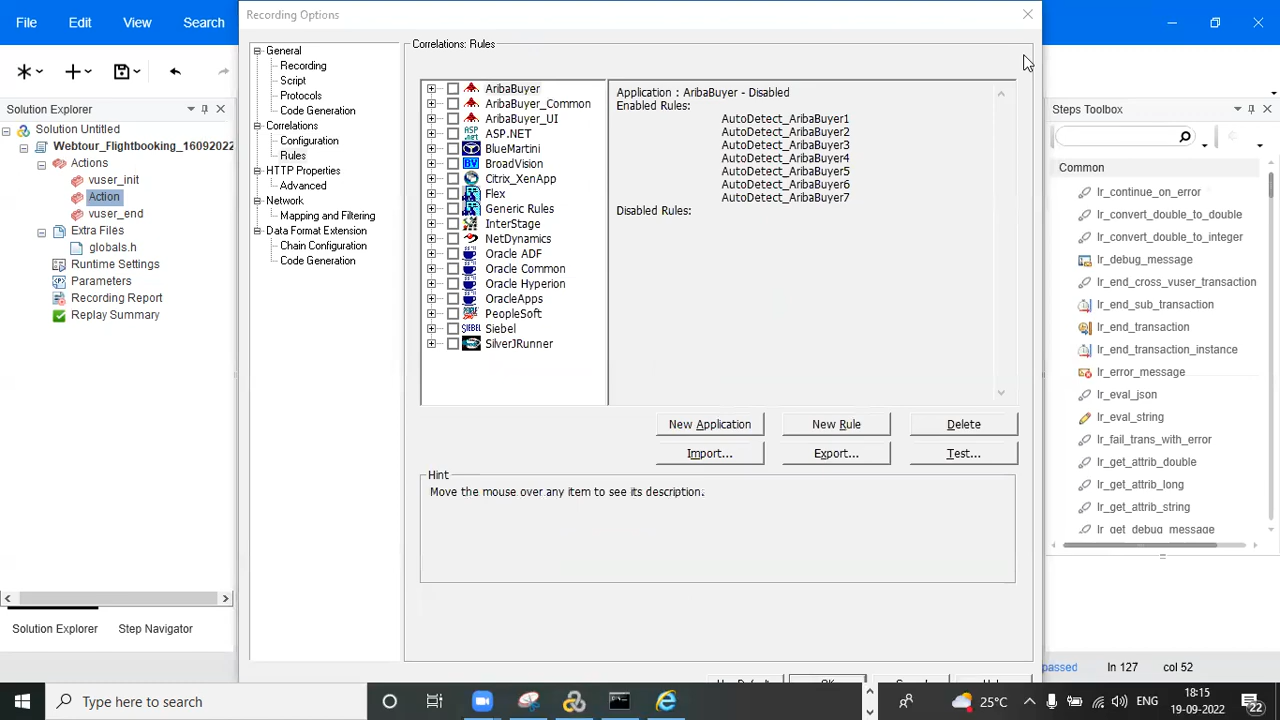 File Edit View Search
Recording Options
Solution Explorer
Solution Untitled
Webtour_Flightbooking_16092022
Actions
vuser_init
Action
vuser_end
Extra Files
globals.h
Runtime Settings
Parameters
Recording Report
Replay Summary
Solution Explorer Step Navigator
General
Recording
Script
Protocols
Code Generation
Correlations
Configuration
Rules
HTTP Properties
Advanced
Network
Mapping and Filtering
Data Format Extension
Chain Configuration
Code Generation
Correlations: Rules
AribaBuyer
AribaBuyer_Common
AribaBuyer_UI
ASP.NET
BlueMartini
BroadVision
Citrix_XenApp
Flex
Generic Rules
InterStage
NetDynamics
Oracle ADF
Oracle Common
Oracle Hyperion
OracleApps
PeopleSoft
Siebel
SilverJRunner
Application : AribaBuyer - Disabled
Enabled Rules:
AutoDetect_AribaBuyer1
AutoDetect_AribaBuyer2
AutoDetect_AribaBuyer3
AutoDetect_AribaBuyer4
AutoDetect_AribaBuyer5
AutoDetect_AribaBuyer6
AutoDetect_AribaBuyer7
Disabled Rules:
New Application New Rule Delete
Import... Export... Test...
Hint
Move the mouse over any item to see its description.
Steps Toolbox
Common
lr_continue_on_error
lr_convert_double_to_double
lr_convert_double_to_integer
lr_debug_message
lr_end_cross_vuser_transaction
lr_end_sub_transaction
lr_end_transaction
lr_end_transaction_instance
lr_error_message
lr_eval_json
lr_eval_string
lr_fail_trans_with_error
lr_get_attrib_double
lr_get_attrib_long
lr_get_attrib_string
lr_get_debug_message
passed ln 127 col 52
Type here to search
25°C ENG 18:15
19-09-2022 22